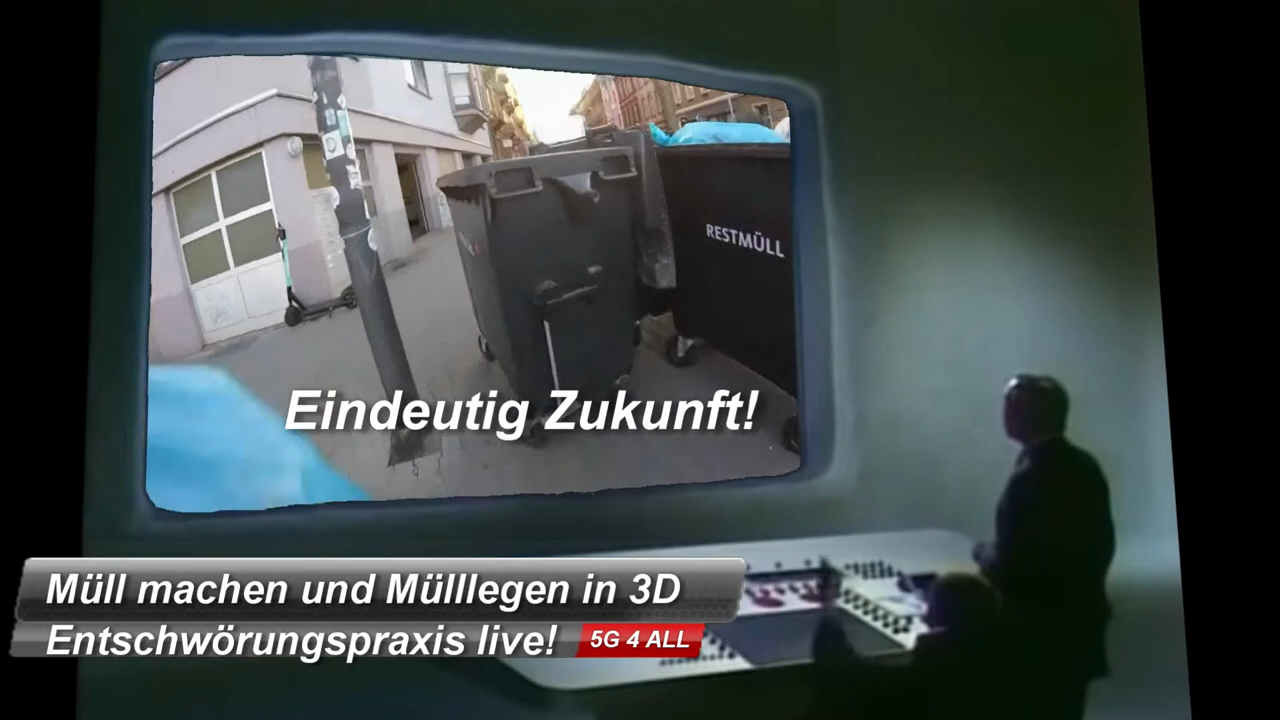 RESTMÜLL
Eindeutig Zukunft!
Müll machen und Mülllegen in 3D
Entschwörungspraxis live! 5G 4 ALL